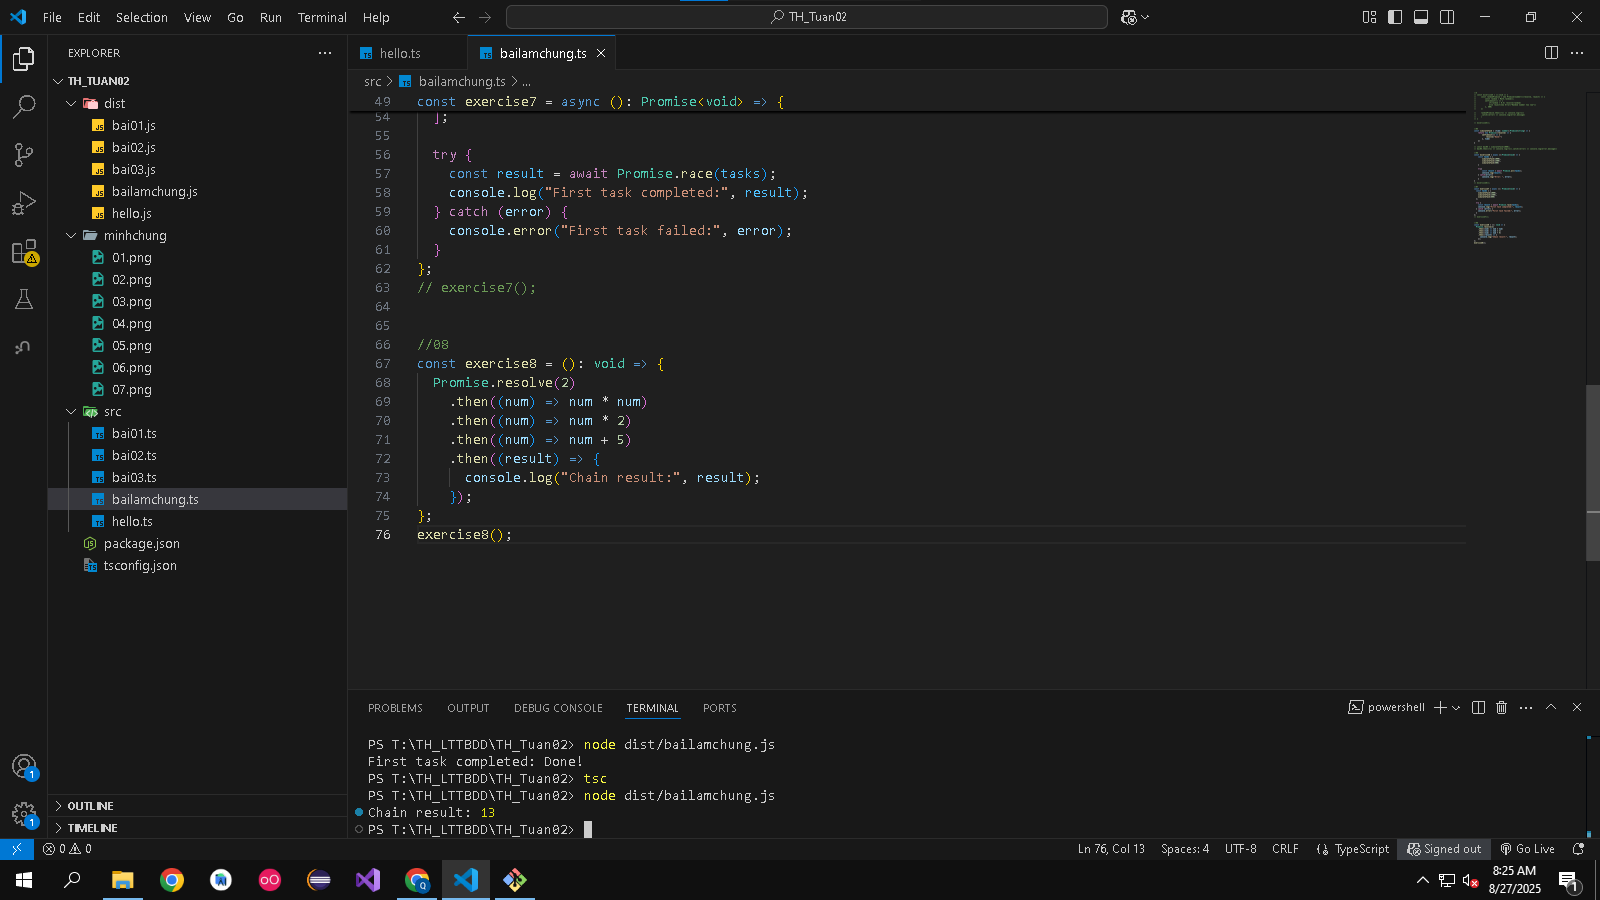 File Edit Selection View Go Run Terminal Help
TH_Tuan02
EXPLORER
hello.ts
bailamchung.ts
TH_TUAN02
src > bailamchung.ts > ...
dist
bai01.js
bai02.js
bai03.js
bailamchung.js
hello.js
minhchung
01.png
02.png
03.png
04.png
05.png
06.png
07.png
src
bai01.ts
bai02.ts
bai03.ts
bailamchung.ts
hello.ts
package.json
tsconfig.json
OUTLINE
TIMELINE
49 const exercise7 = async (): Promise<void> => {
54 ];
55
56 try {
57 const result = await Promise.race(tasks);
58 console.log("First task completed:", result);
59 } catch (error) {
60 console.error("First task failed:", error);
61 }
62 };
63 // exercise7();
64
65
66 //08
67 const exercise8 = (): void => {
68 Promise.resolve(2)
69 .then((num) => num * num)
70 .then((num) => num * 2)
71 .then((num) => num + 5)
72 .then((result) => {
73 console.log("Chain result:", result);
74 });
75 };
76 exercise8();
PROBLEMS OUTPUT DEBUG CONSOLE TERMINAL PORTS
powershell
PS T:\TH_LTTBDD\TH_Tuan02> node dist/bailamchung.js
First task completed: Done!
PS T:\TH_LTTBDD\TH_Tuan02> tsc
PS T:\TH_LTTBDD\TH_Tuan02> node dist/bailamchung.js
Chain result: 13
PS T:\TH_LTTBDD\TH_Tuan02>
1
1
0 0
Ln 76, Col 13 Spaces: 4 UTF-8 CRLF TypeScript Signed out Go Live
8:25 AM
8/27/2025
1